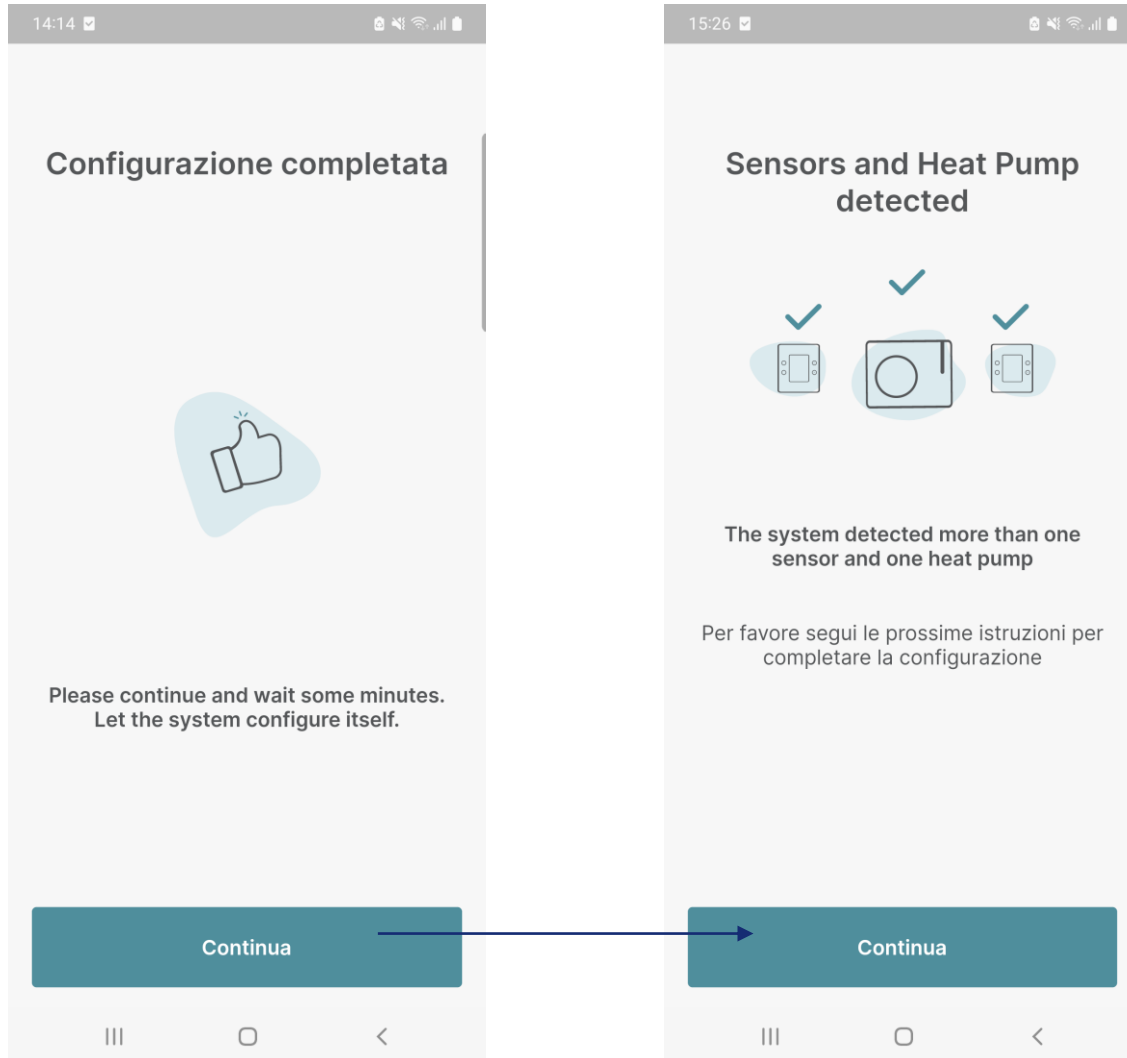 14:14
Configurazione completata
Please continue and wait some minutes.
Let the system configure itself.
Continua
15:26
Sensors and Heat Pump
detected
The system detected more than one
sensor and one heat pump
Per favore segui le prossime istruzioni per
completare la configurazione
Continua